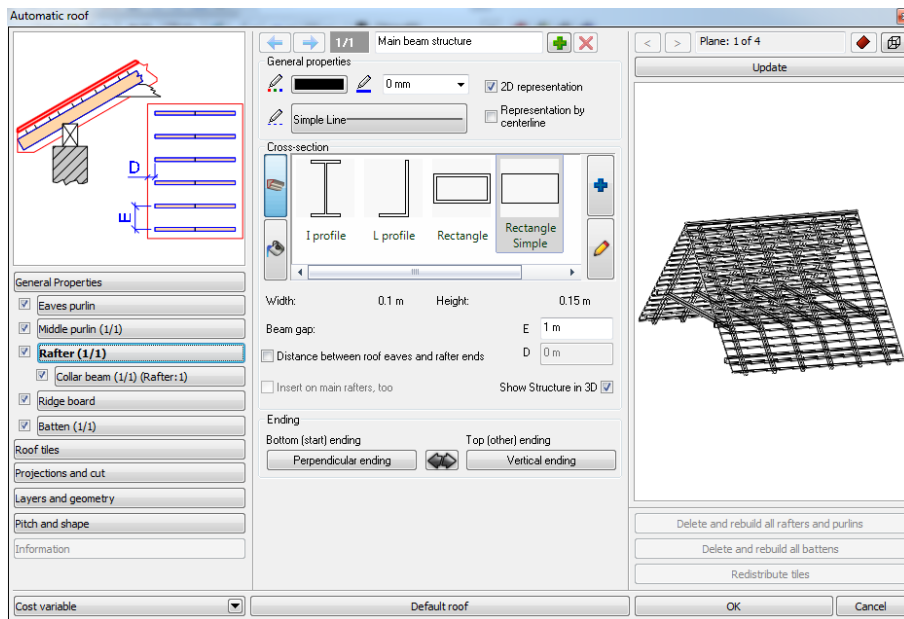 Automatic roof
D
E
General Properties
Eaves purlin
Middle purlin (1/1)
Rafter (1/1)
Collar beam (1/1) (Rafter:1)
Ridge board
Batten (1/1)
Roof tiles
Projections and cut
Layers and geometry
Pitch and shape
Information
Cost variable
1/1
Main beam structure
General properties
0 mm
2D representation
Simple Line
Representation by
centerline
Cross-section
I profile
L profile
Rectangle
Rectangle
Simple
Width: 0.1 m Height: 0.15 m
Beam gap: E 1 m
Distance between roof eaves and rafter ends D 0 m
Insert on main rafters, too
Show Structure in 3D
Ending
Bottom (start) ending
Top (other) ending
Perpendicular ending
Vertical ending
Default roof
< > Plane: 1 of 4
Update
Delete and rebuild all rafters and purlins
Delete and rebuild all battens
Redistribute tiles
OK
Cancel